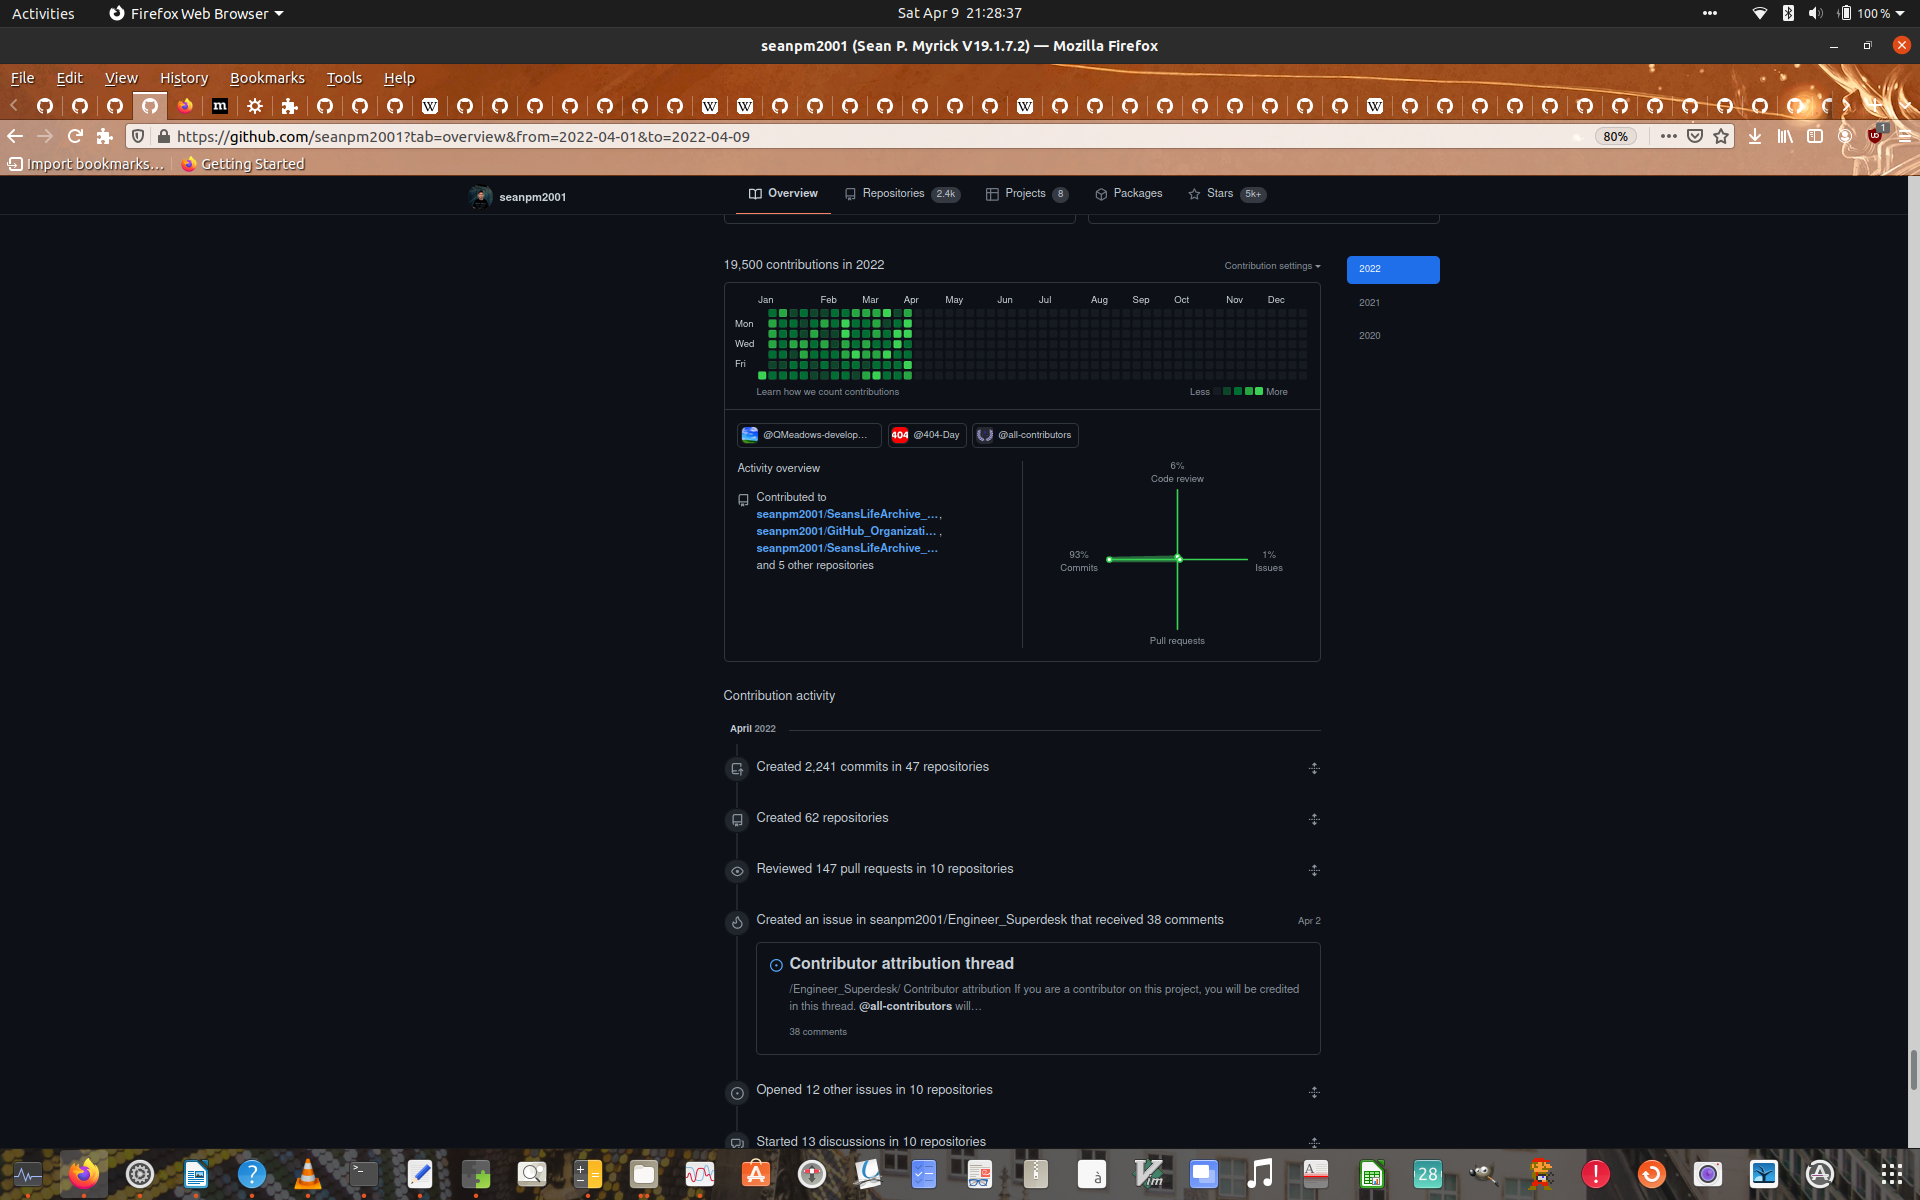 Activities
Firefox Web Browser
Sat Apr 9 21:28:37
100 %
seanpm2001 (Sean P. Myrick V19.1.7.2) — Mozilla Firefox
File Edit View History Bookmarks Tools Help
https://github.com/seanpm2001?tab=overview&from=2022-04-01&to=2022-04-09
80%
1
Import bookmarks…
Getting Started
seanpm2001
Overview
Repositories 2.4k
Projects 8
Packages
Stars 5k+
19,500 contributions in 2022
Contribution settings
2022
2021
2020
Jan Feb Mar Apr May Jun Jul Aug Sep Oct Nov Dec
Mon
Wed
Fri
Learn how we count contributions
Less More
@QMeadows-develop…
404 @404-Day
@all-contributors
Activity overview
Contributed to
seanpm2001/SeansLifeArchive_…,
seanpm2001/GitHub_Organizati… ,
seanpm2001/SeansLifeArchive_…
and 5 other repositories
6%
Code review
93%
Commits
1%
Issues
Pull requests
Contribution activity
April 2022
Created 2,241 commits in 47 repositories
Created 62 repositories
Reviewed 147 pull requests in 10 repositories
Created an issue in seanpm2001/Engineer_Superdesk that received 38 comments
Apr 2
Contributor attribution thread
/Engineer_Superdesk/ Contributor attribution If you are a contributor on this project, you will be credited
in this thread. @all-contributors will…
38 comments
Opened 12 other issues in 10 repositories
Started 13 discussions in 10 repositories
28